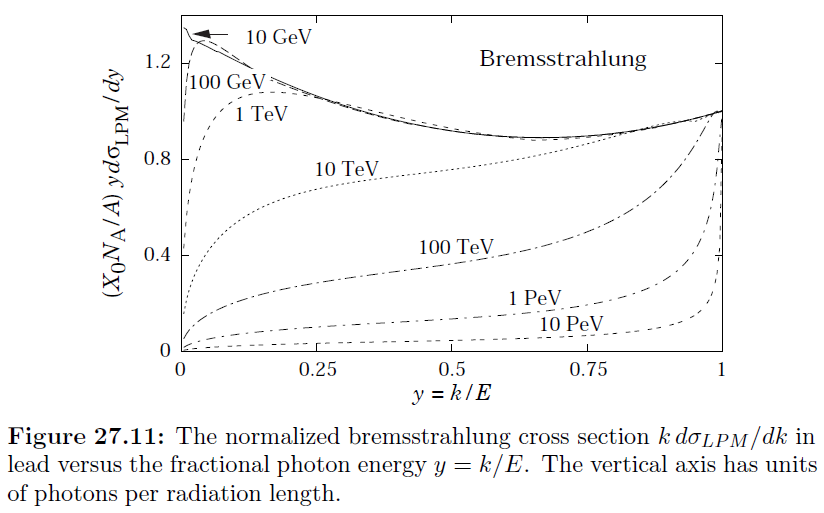 10 GeV
Bremsstrahlung
1.2
100 GeV
1 TeV
0.8
10 TeV
(X₀N_A/A) y dσ_LPM/dy
0.4
100 TeV
1 PeV
10 PeV
0
0 0.25 0.5 0.75 1
y = k/E
Figure 27.11: The normalized bremsstrahlung cross section k dσ_LPM/dk in
lead versus the fractional photon energy y = k/E. The vertical axis has units
of photons per radiation length.